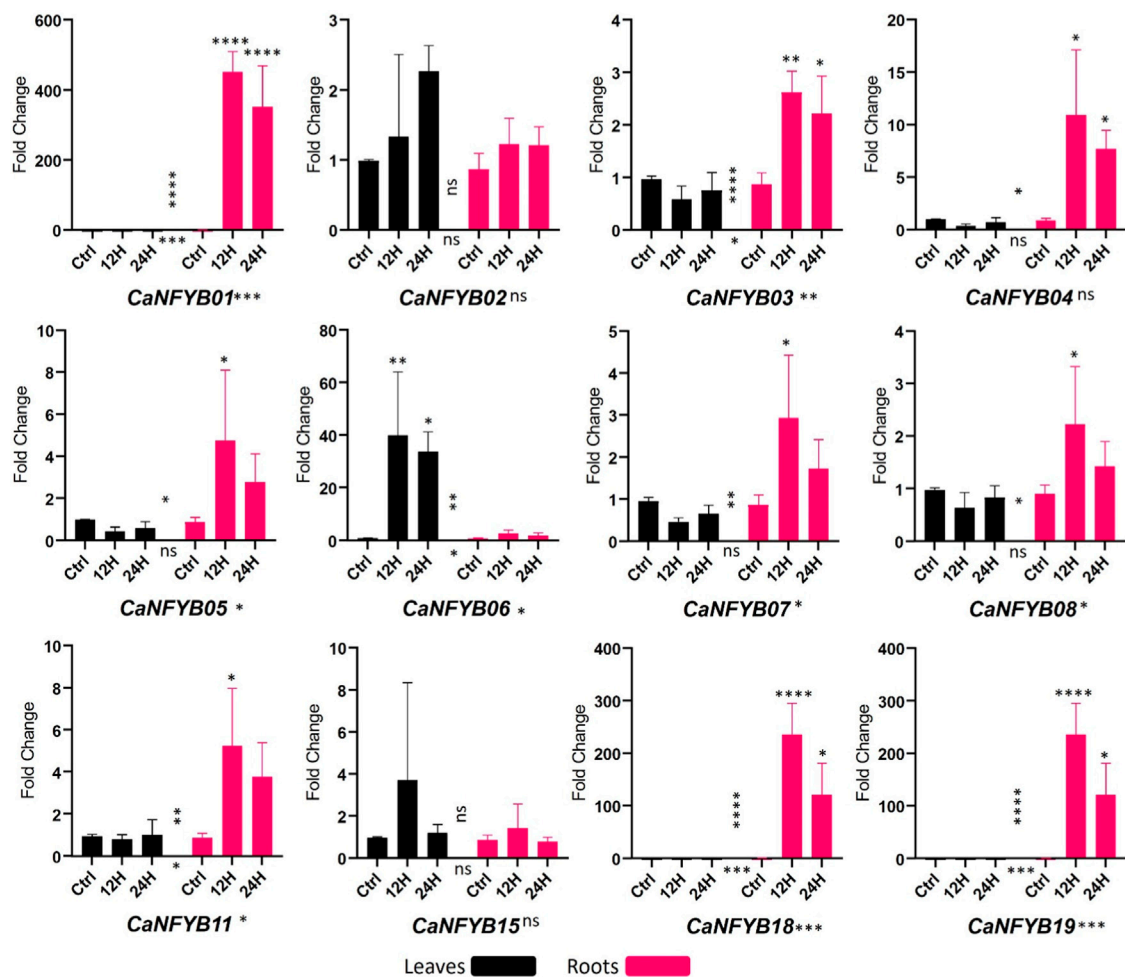 600
400
200
0
Fold Change
****
****
****
***
Ctrl 12H 24H Ctrl 12H 24H
CaNFYB01***
3
2
1
0
Fold Change
ns
ns
Ctrl 12H 24H Ctrl 12H 24H
CaNFYB02 ns
4
3
2
1
0
Fold Change
**
*
****
*
Ctrl 12H 24H Ctrl 12H 24H
CaNFYB03 **
20
15
10
5
0
Fold Change
*
*
*
ns
Ctrl 12H 24H Ctrl 12H 24H
CaNFYB04 ns
10
8
6
4
2
0
Fold Change
*
*
ns
Ctrl 12H 24H Ctrl 12H 24H
CaNFYB05 *
80
60
40
20
0
Fold Change
**
*
**
*
Ctrl 12H 24H Ctrl 12H 24H
CaNFYB06 *
5
4
3
2
1
0
Fold Change
*
**
ns
Ctrl 12H 24H Ctrl 12H 24H
CaNFYB07 *
4
3
2
1
0
Fold Change
*
*
ns
Ctrl 12H 24H Ctrl 12H 24H
CaNFYB08 *
10
8
6
4
2
0
Fold Change
*
**
*
Ctrl 12H 24H Ctrl 12H 24H
CaNFYB11 *
10
8
6
4
2
0
Fold Change
ns
ns
Ctrl 12H 24H Ctrl 12H 24H
CaNFYB15 ns
400
300
200
100
0
Fold Change
****
*
****
***
Ctrl 12H 24H Ctrl 12H 24H
CaNFYB18***
400
300
200
100
0
Fold Change
****
*
****
***
Ctrl 12H 24H Ctrl 12H 24H
CaNFYB19***
Leaves Roots